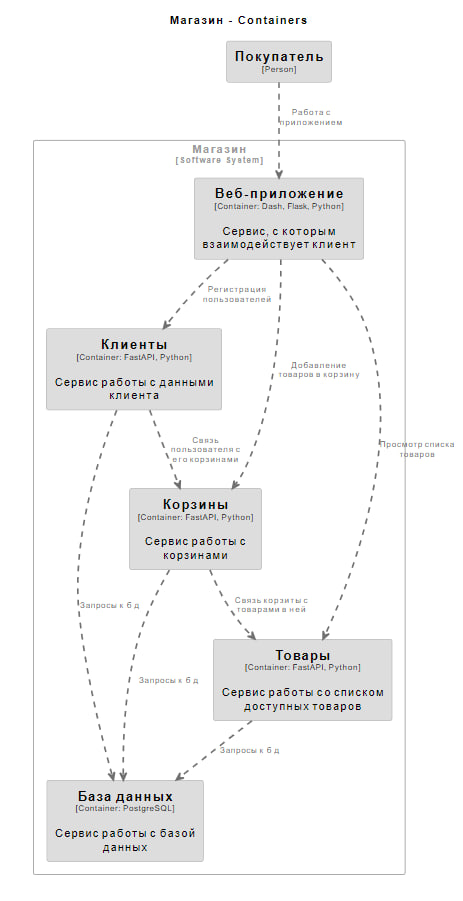 Магазин - Containers
Покупатель
[Person]
Работа с
приложением
Магазин
[Software System]
Веб-приложение
[Container: Dash, Flask, Python]
Сервис, с которым
взаимодействует клиент
Регистрация
пользователей
Клиенты
[Container: FastAPI, Python]
Сервис работы с данными
клиента
Добавление
товаров в корзину
Просмотр списка
товаров
Связь
пользователя с
его корзинами
Корзины
[Container: FastAPI, Python]
Сервис работы с
корзинами
Запросы к бд
Связь корзиты с
товарами в ней
Товары
[Container: FastAPI, Python]
Сервис работы со списком
доступных товаров
Запросы к бд
Запросы к бд
База данных
[Container: PostgreSQL]
Сервис работы с базой
данных